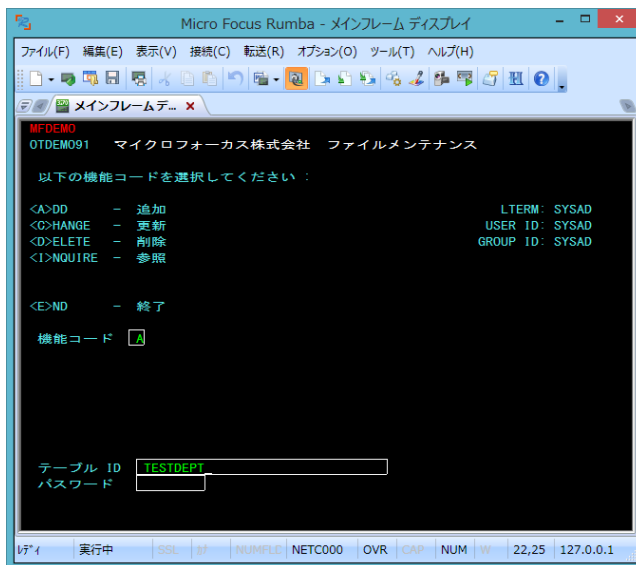 Micro Focus Rumba - メインフレーム ディスプレイ
ファイル(F) 編集(E) 表示(V) 接続(C) 転送(R) オプション(O) ツール(T) ヘルプ(H)
メインフレームデ...
MFDEMO
OTDEMO91 マイクロフォーカス株式会社 ファイルメンテナンス
以下の機能コードを選択してください :
<A>DD - 追加 LTERM: SYSAD
<C>HANGE - 更新 USER ID: SYSAD
<D>ELETE - 削除 GROUP ID: SYSAD
<I>NQUIRE - 参照
<E>ND - 終了
機能コード A
テーブル ID TESTDEPT
パスワード
ﾚﾃﾞｨ 実行中 SSL NUMFLD NETC000 OVR CAP NUM W 22,25 127.0.0.1